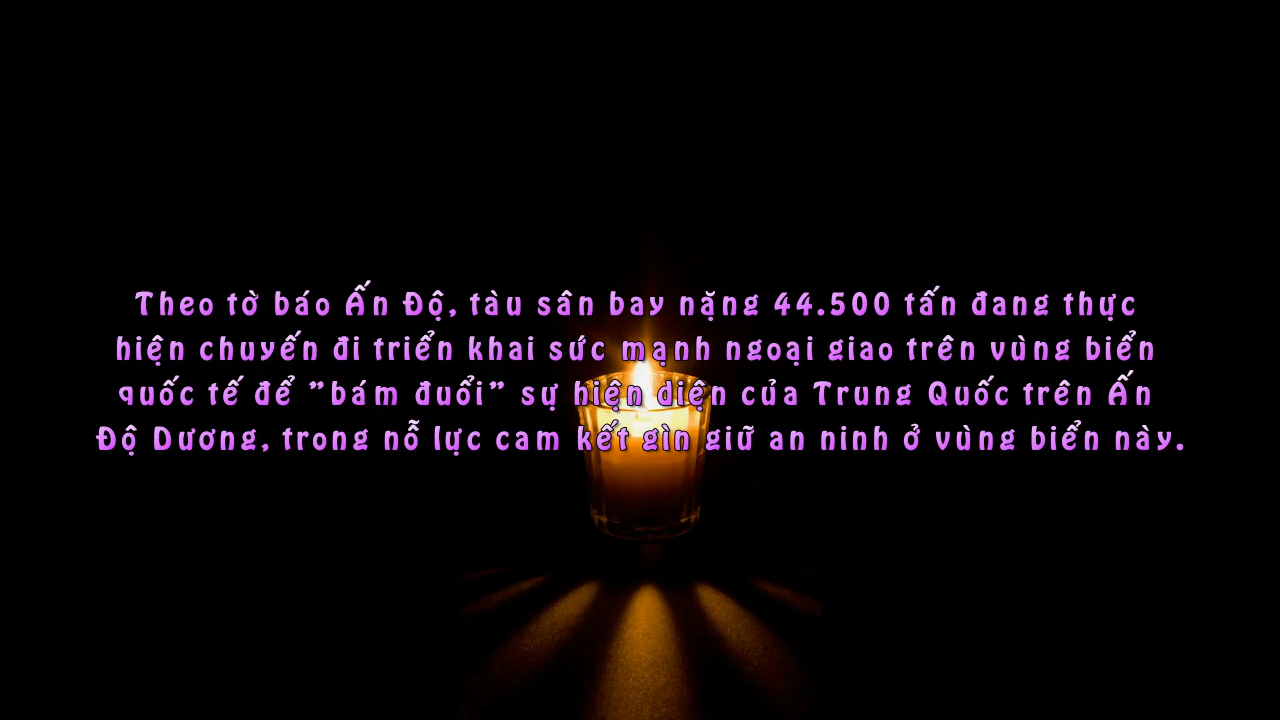 Theo tờ báo Ấn Độ, tàu sân bay nặng 44.500 tấn đang thực
hiện chuyến đi triển khai sức mạnh ngoại giao trên vùng biển
quốc tế để "bám đuổi" sự hiện diện của Trung Quốc trên Ấn
Độ Dương, trong nỗ lực cam kết gìn giữ an ninh ở vùng biển này.